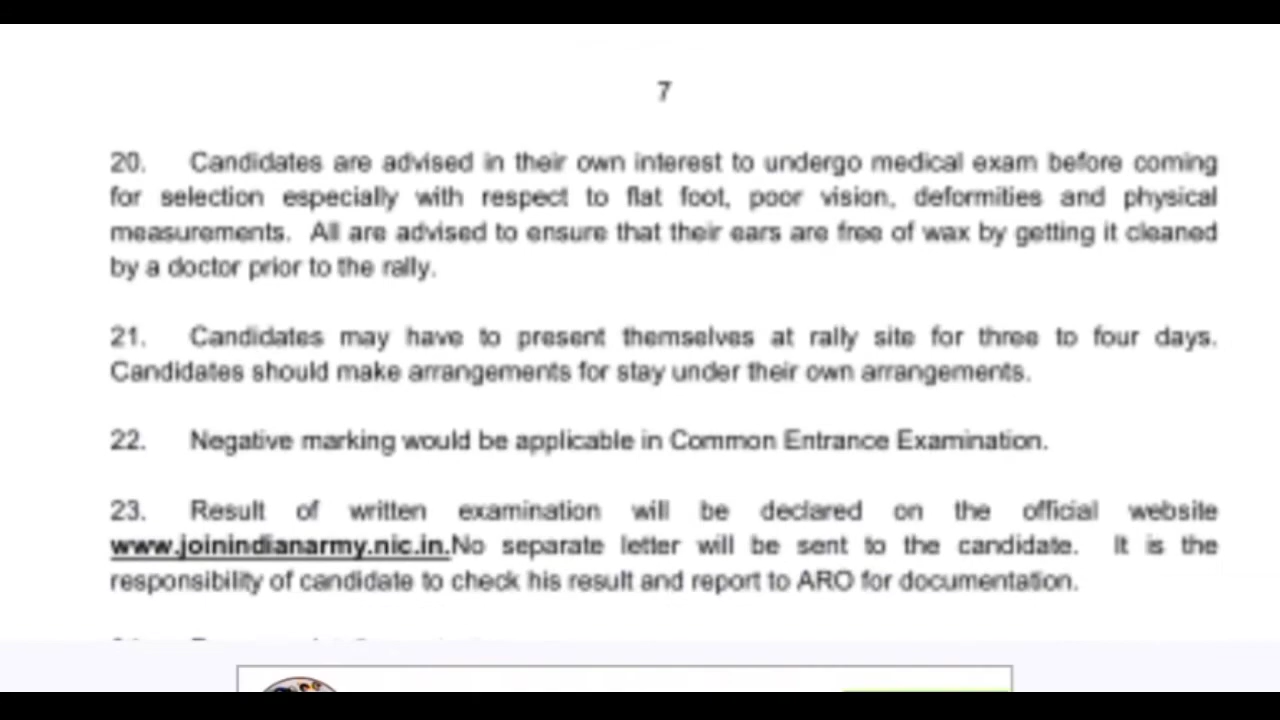 7
20. Candidates are advised in their own interest to undergo medical exam before coming
for selection especially with respect to flat foot, poor vision, deformities and physical
measurements. All are advised to ensure that their ears are free of wax by getting it cleaned
by a doctor prior to the rally.
21. Candidates may have to present themselves at rally site for three to four days.
Candidates should make arrangements for stay under their own arrangements.
22. Negative marking would be applicable in Common Entrance Examination.
23. Result of written examination will be declared on the official website
www.joinindianarmy.nic.in.No separate letter will be sent to the candidate. It is the
responsibility of candidate to check his result and report to ARO for documentation.